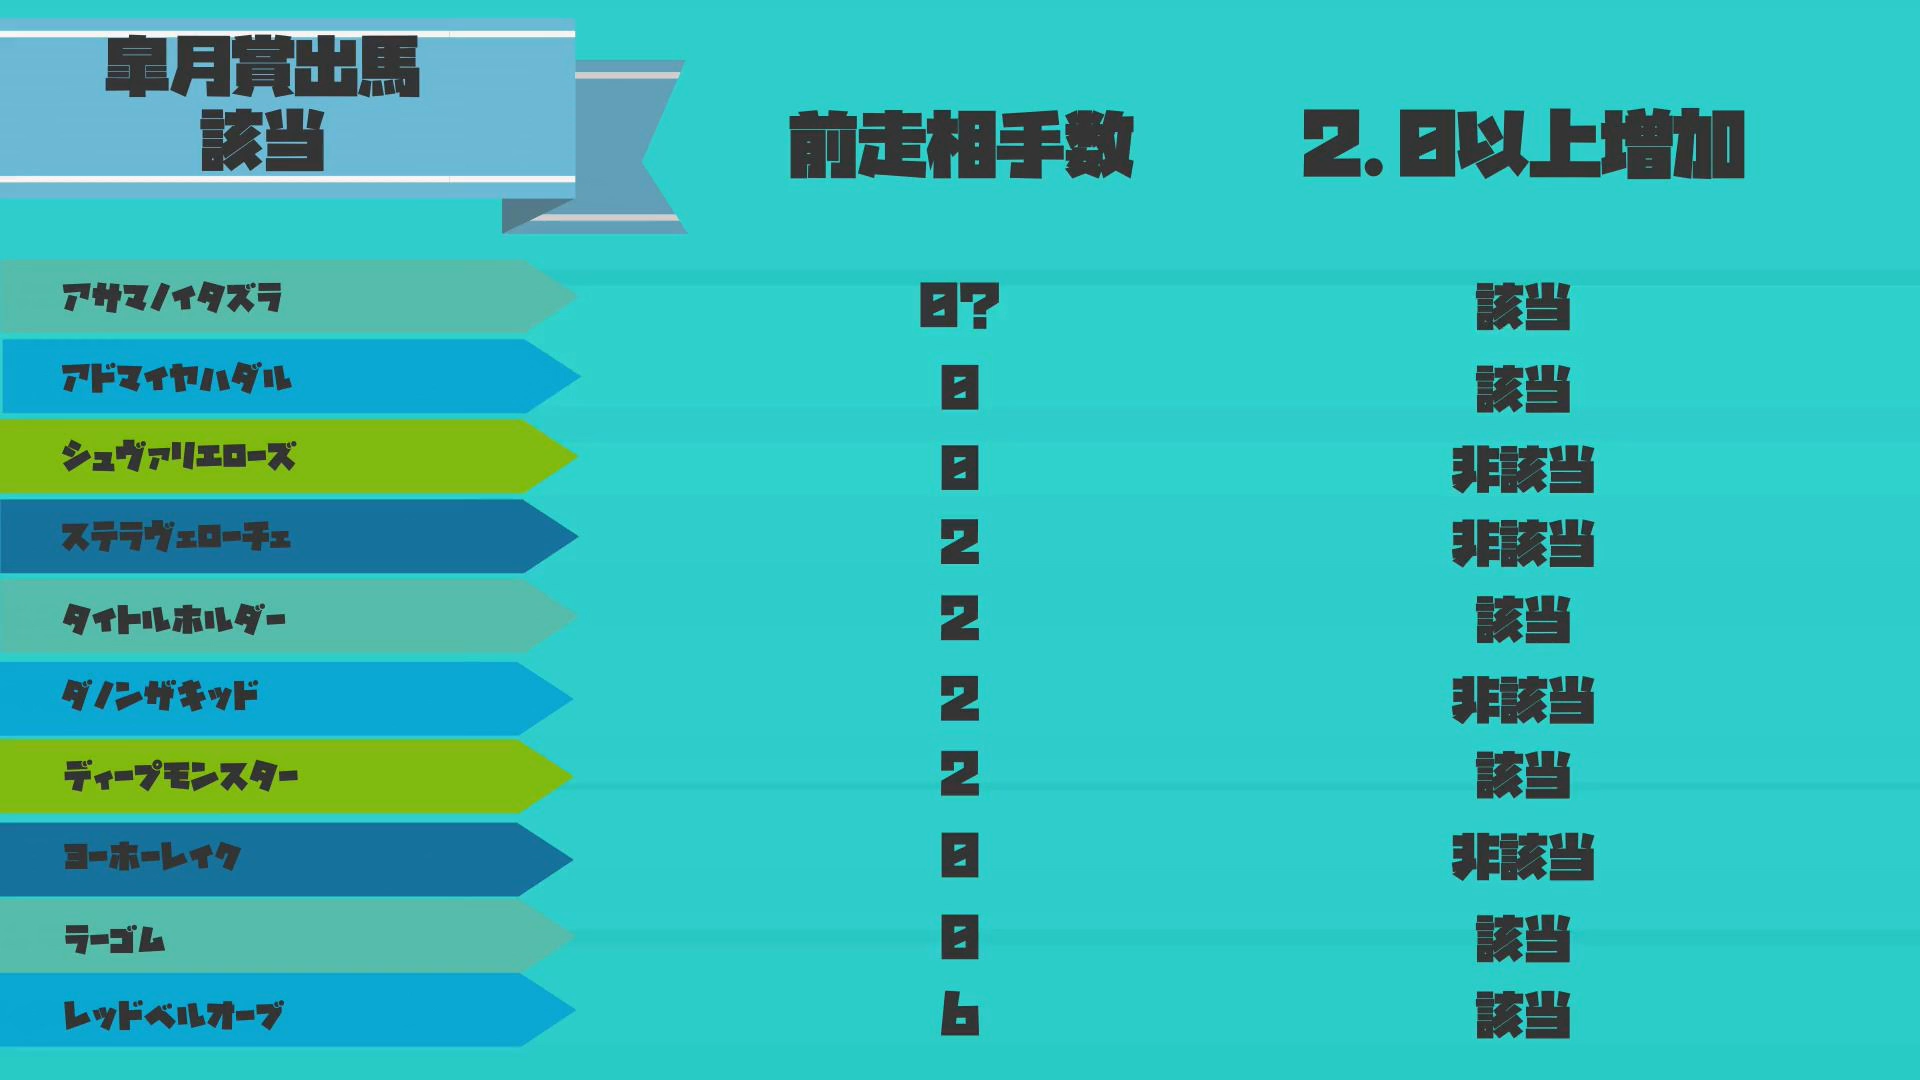 皐月賞出馬
該当
前走相手数
2.0以上増加
アサマノイタズラ
0?
該当
アドマイヤハダル
0
該当
シュヴァリエローズ
0
非該当
ステラヴェローチェ
2
非該当
タイトルホルダー
2
該当
ダノンザキッド
2
非該当
ディープモンスター
2
該当
ヨーホーレイク
0
非該当
ラーゴム
0
該当
レッドベルオーブ
6
該当